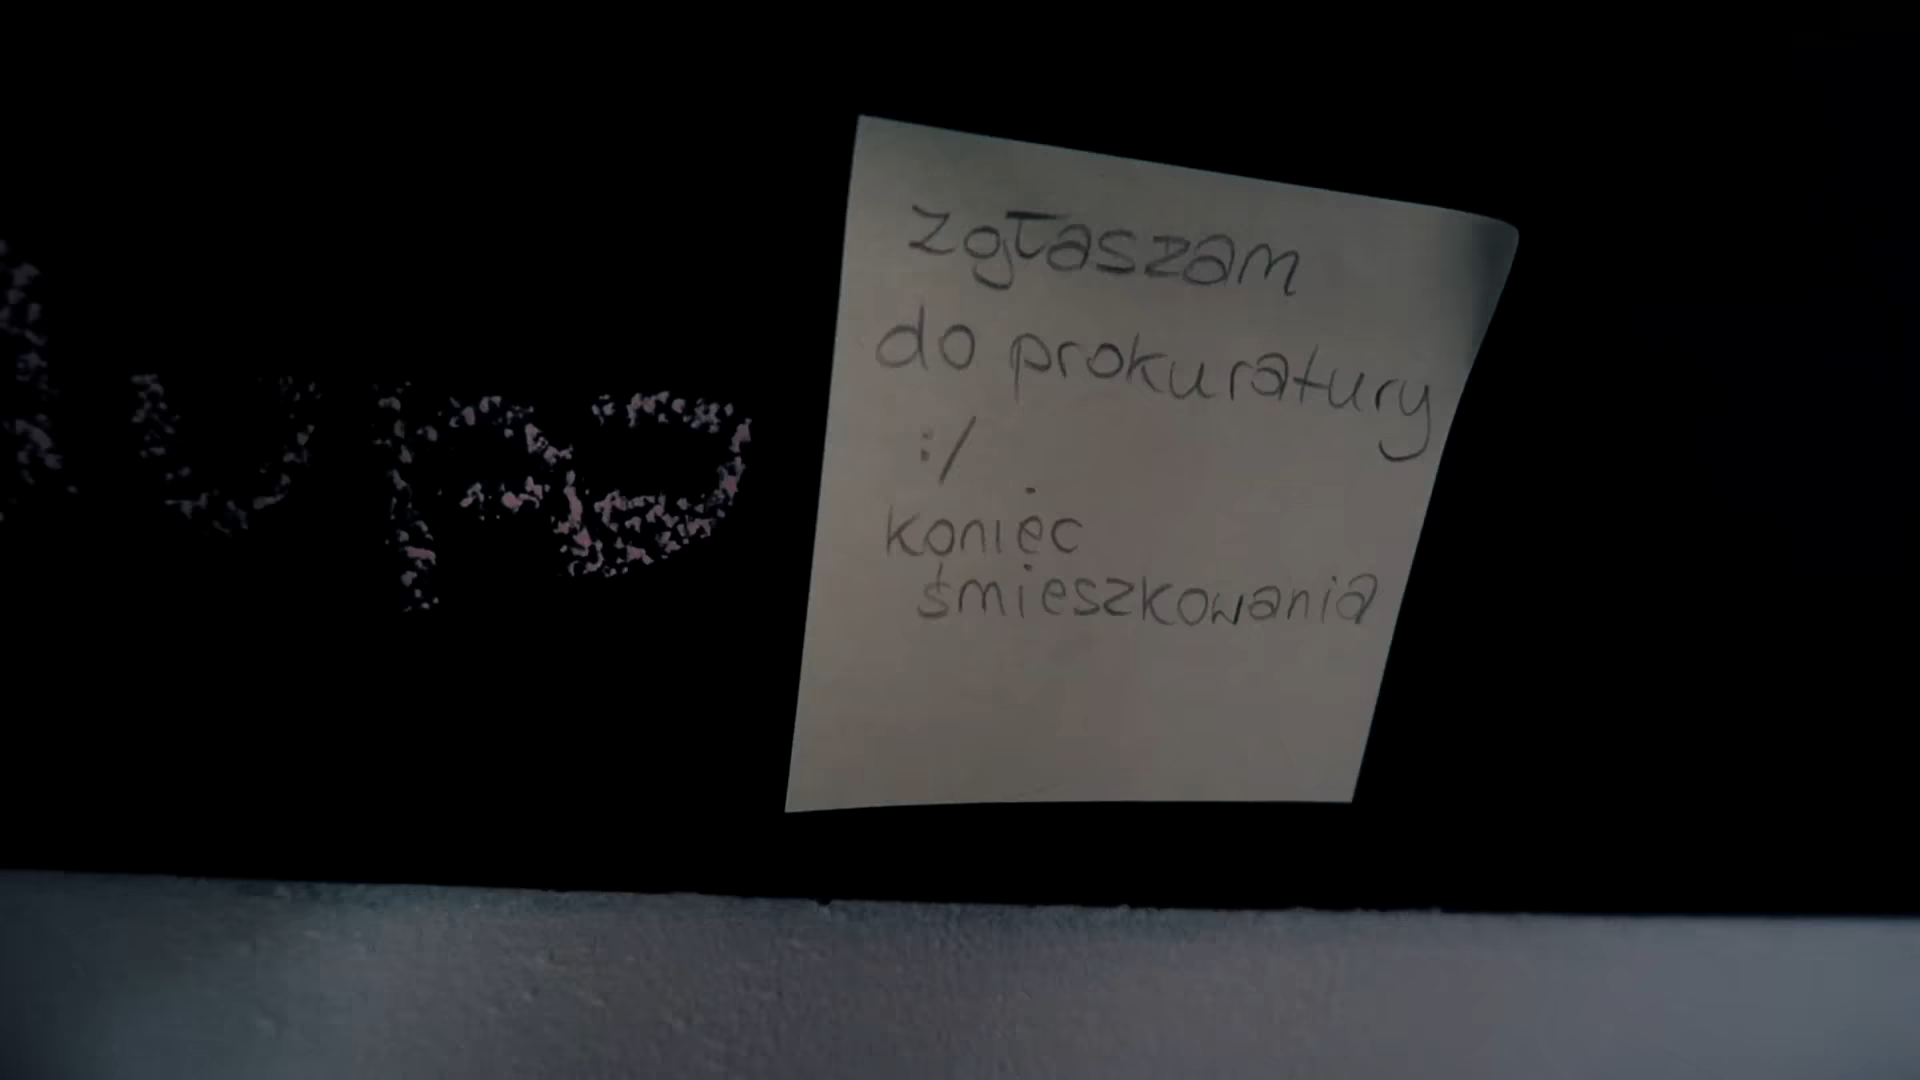 zgłaszam
do prokuratury
:/
koniec
śmieszkowania